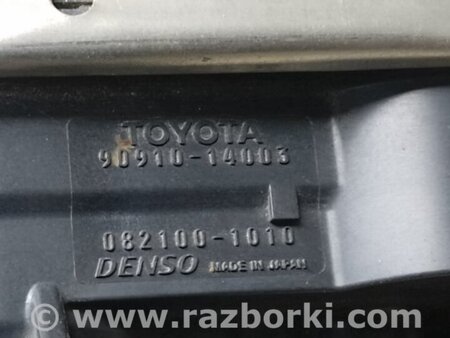 TOYOTA
90910-14003
082100-1010
DENSO MADE IN JAPAN
© www.razborki.com